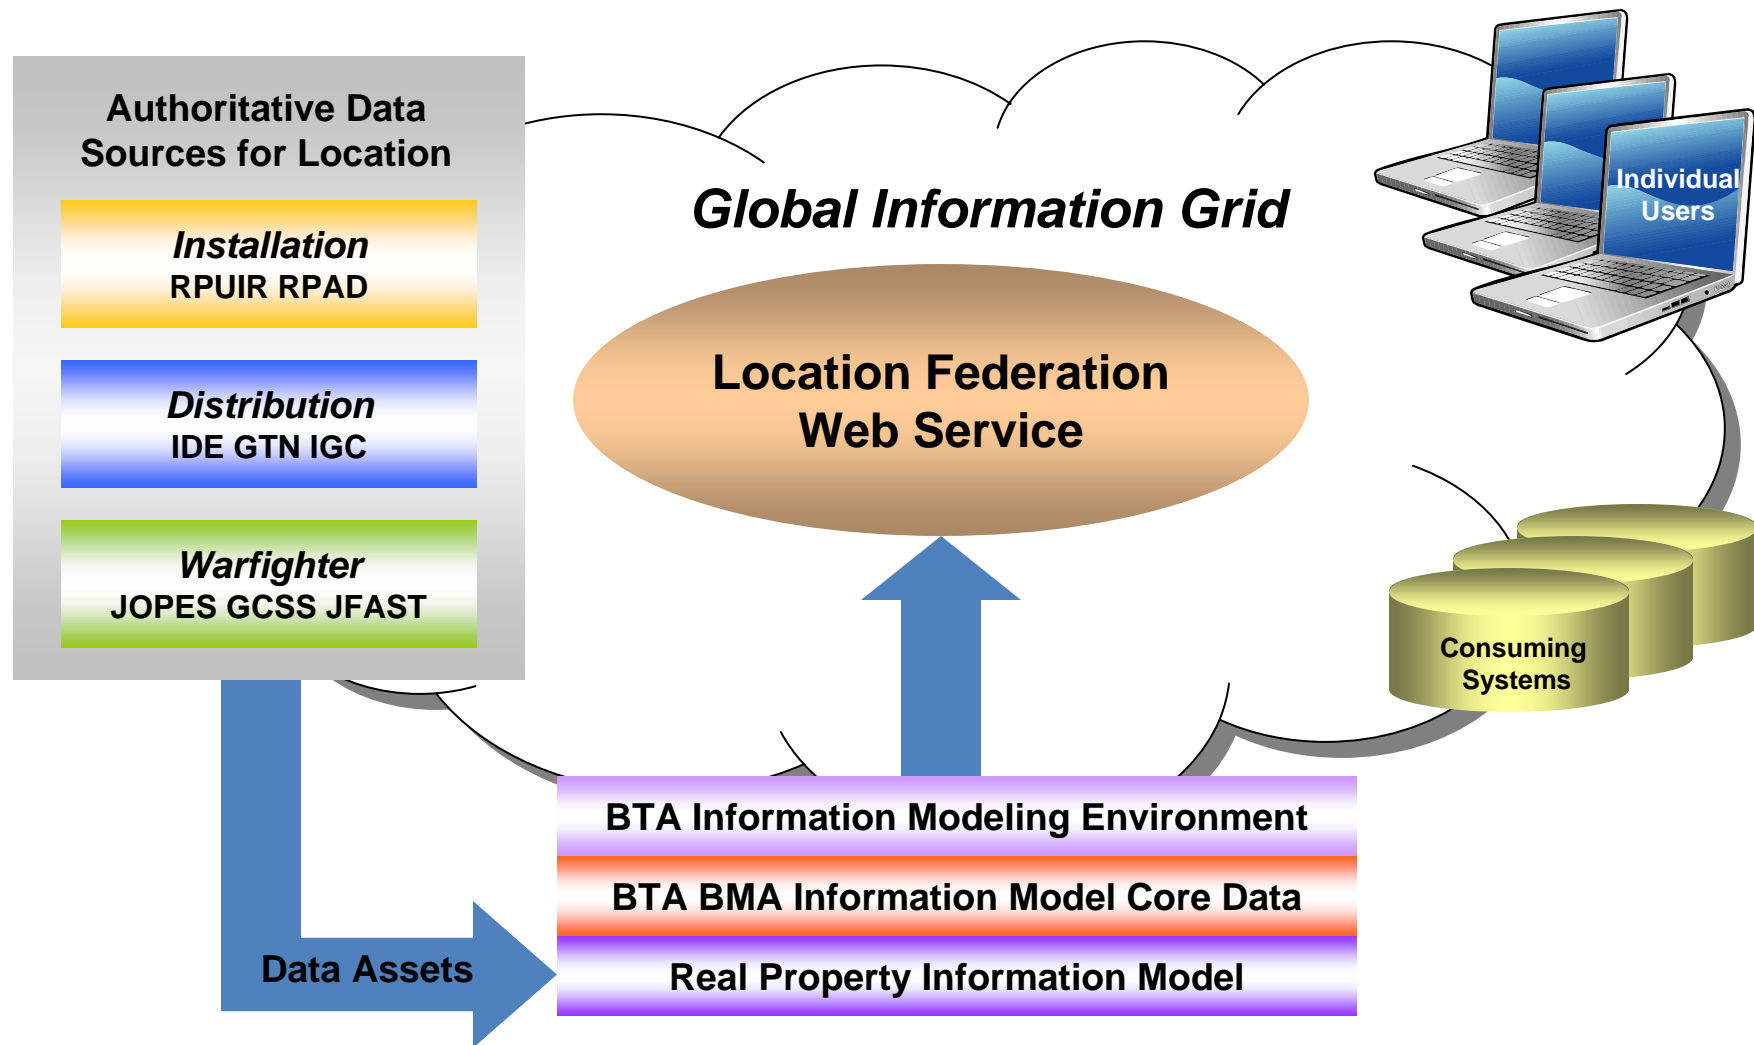 Authoritative Data
Sources for Location
Installation
RPUIR RPAD
Distribution
IDE GTN IGC
Warfighter
JOPES GCSS JFAST
Global Information Grid
Location Federation
Web Service
Individual
Users
Consuming
Systems
BTA Information Modeling Environment
BTA BMA Information Model Core Data
Real Property Information Model
Data Assets